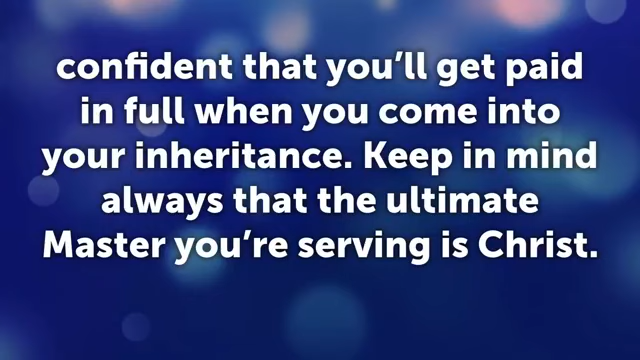 confident that you’ll get paid
in full when you come into
your inheritance. Keep in mind
always that the ultimate
Master you’re serving is Christ.